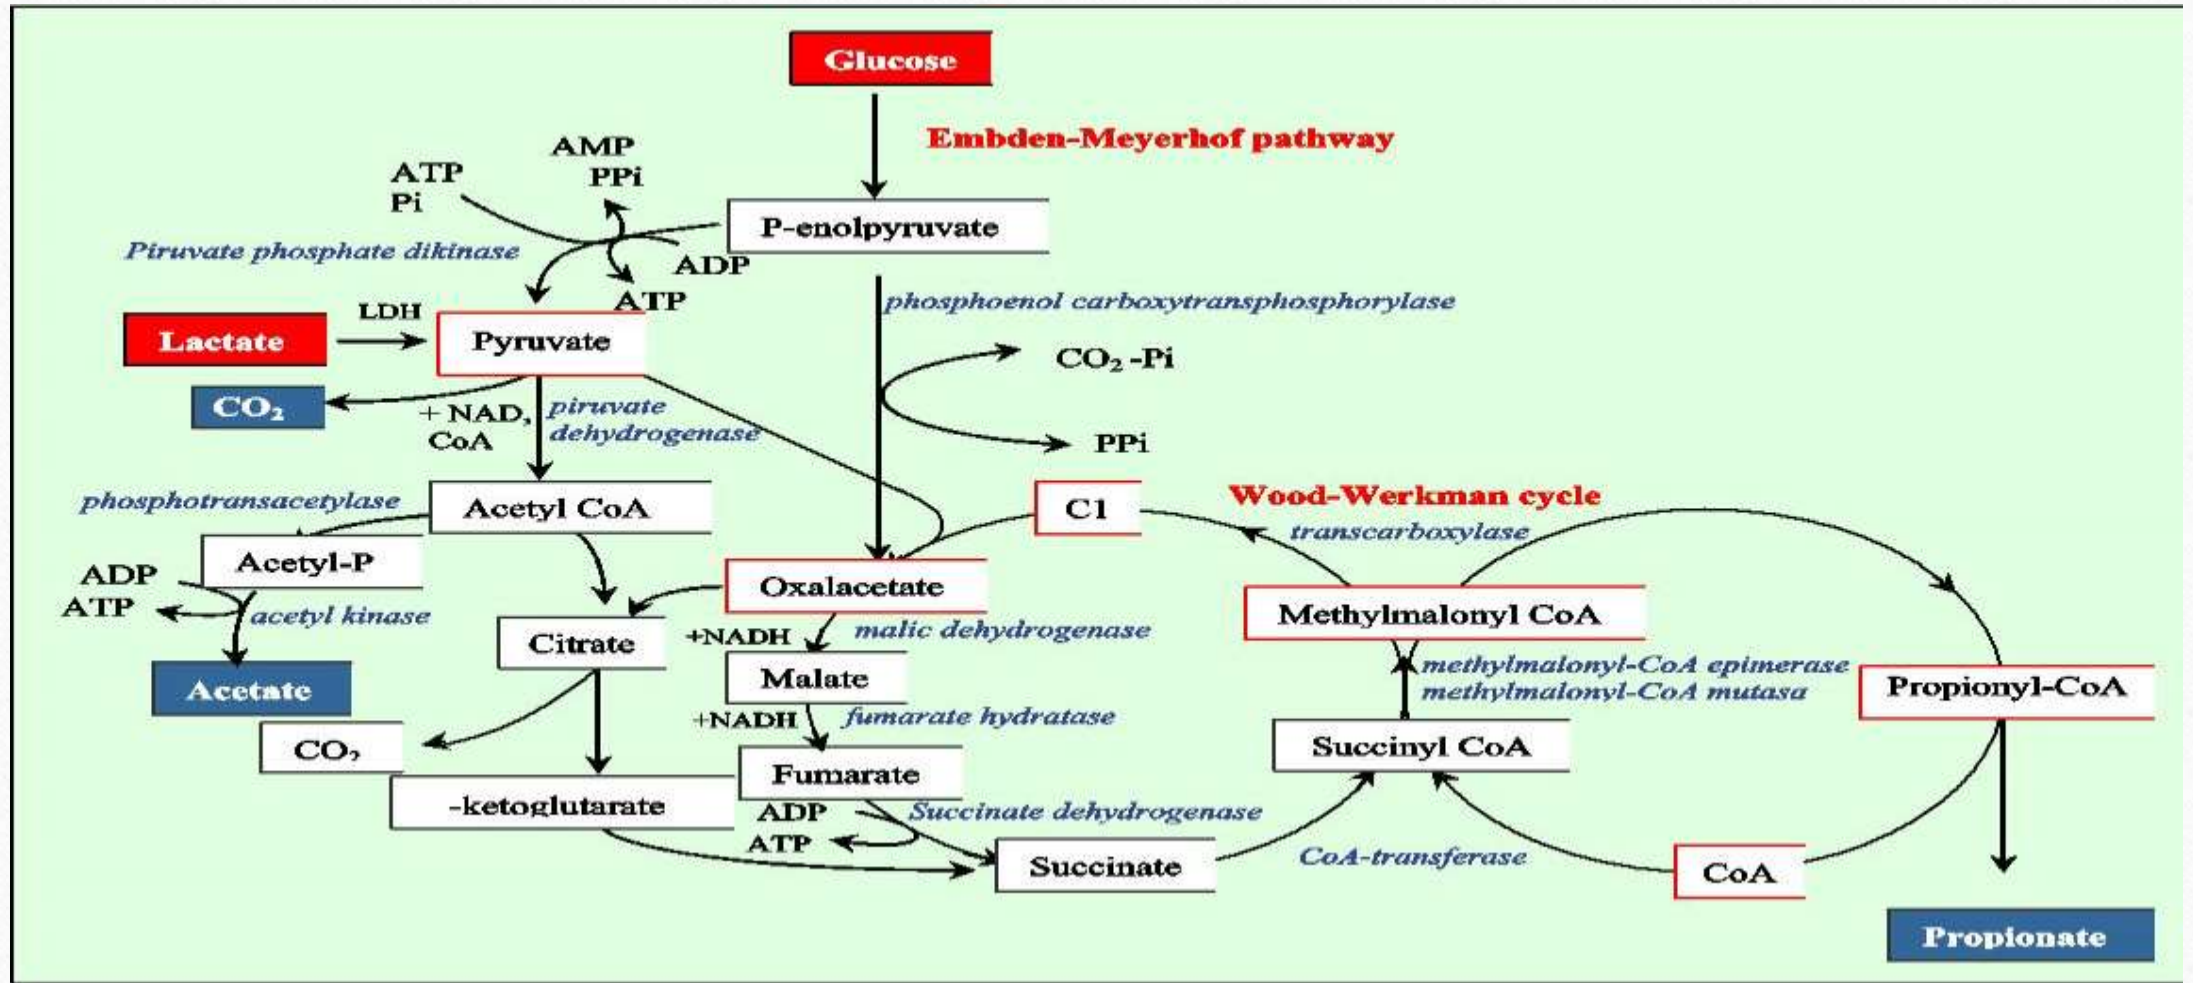 Glucose
Embden-Meyerhof pathway
AMP
PPi
ATP
Pi
P-enolpyruvate
Piruvate phosphate dikinase
ADP
ATP
phosphoenol carboxytransphosphorylase
LDH
Lactate
Pyruvate
CO₂ -Pi
CO₂
+ NAD,
CoA
piruvate
dehydrogenase
PPi
phosphotransacetylase
Acetyl CoA
C1
Wood-Werkman cycle
transcarboxylase
Acetyl-P
ADP
ATP
acetyl kinase
Oxalacetate
Methylmalonyl CoA
Citrate
+NADH
malic dehydrogenase
Malate
methylmalonyl-CoA epimerase
methylmalonyl-CoA mutasa
Propionyl-CoA
Acetate
+NADH
fumarate hydratase
CO₂
Succinyl CoA
Fumarate
-ketoglutarate
ADP
ATP
Succinate dehydrogenase
Succinate
CoA-transferase
CoA
Propionate